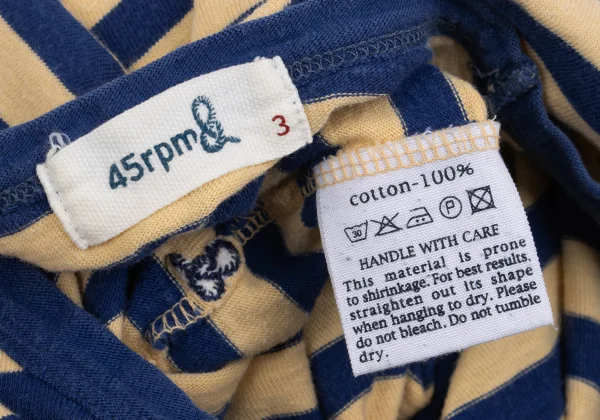 45rpm&
3
cotton-100%
30 P
HANDLE WITH CARE
This material is prone
to shirinkage. For best results,
straighten out its shape
when hanging to dry. Please
do not bleach. Do not tumble
dry.